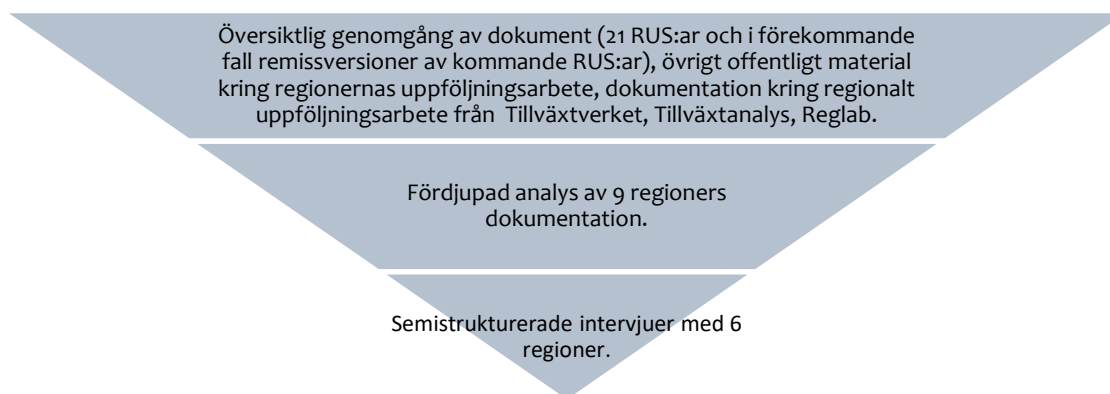 Översiktlig genomgång av dokument (21 RUS:ar och i förekommande
fall remissversioner av kommande RUS:ar), övrigt offentligt material
kring regionernas uppföljningsarbete, dokumentation kring regionalt
uppföljningsarbete från  Tillväxtverket, Tillväxtanalys, Reglab.
Fördjupad analys av 9 regioners
dokumentation.
Semistrukturerade intervjuer med 6
regioner.